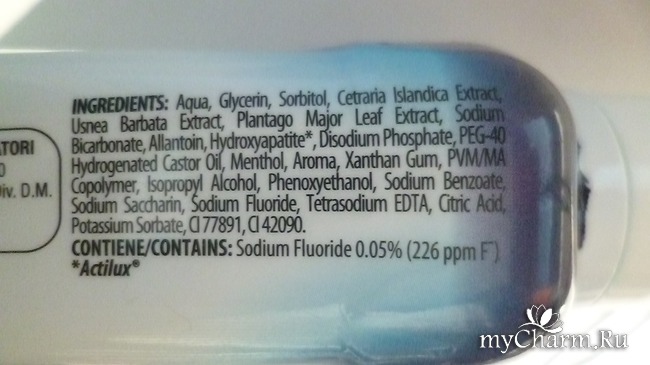 INGREDIENTS: Aqua, Glycerin, Sorbitol, Cetraria Islandica Extract,
Usnea Barbata Extract, Plantago Major Leaf Extract, Sodium
Bicarbonate, Allantoin, Hydroxyapatite*, Disodium Phosphate, PEG-40
Hydrogenated Castor Oil, Menthol, Aroma, Xanthan Gum, PVM/MA
Copolymer, Isopropyl Alcohol, Phenoxyethanol, Sodium Benzoate,
Sodium Saccharin, Sodium Fluoride, Tetrasodium EDTA, Citric Acid,
Potassium Sorbate, CI 77891, CI 42090.
CONTIENE/CONTAINS: Sodium Fluoride 0.05% (226 ppm F⁻)
*Actilux®
ATORI
0
Div. D.M.
myCharm.Ru